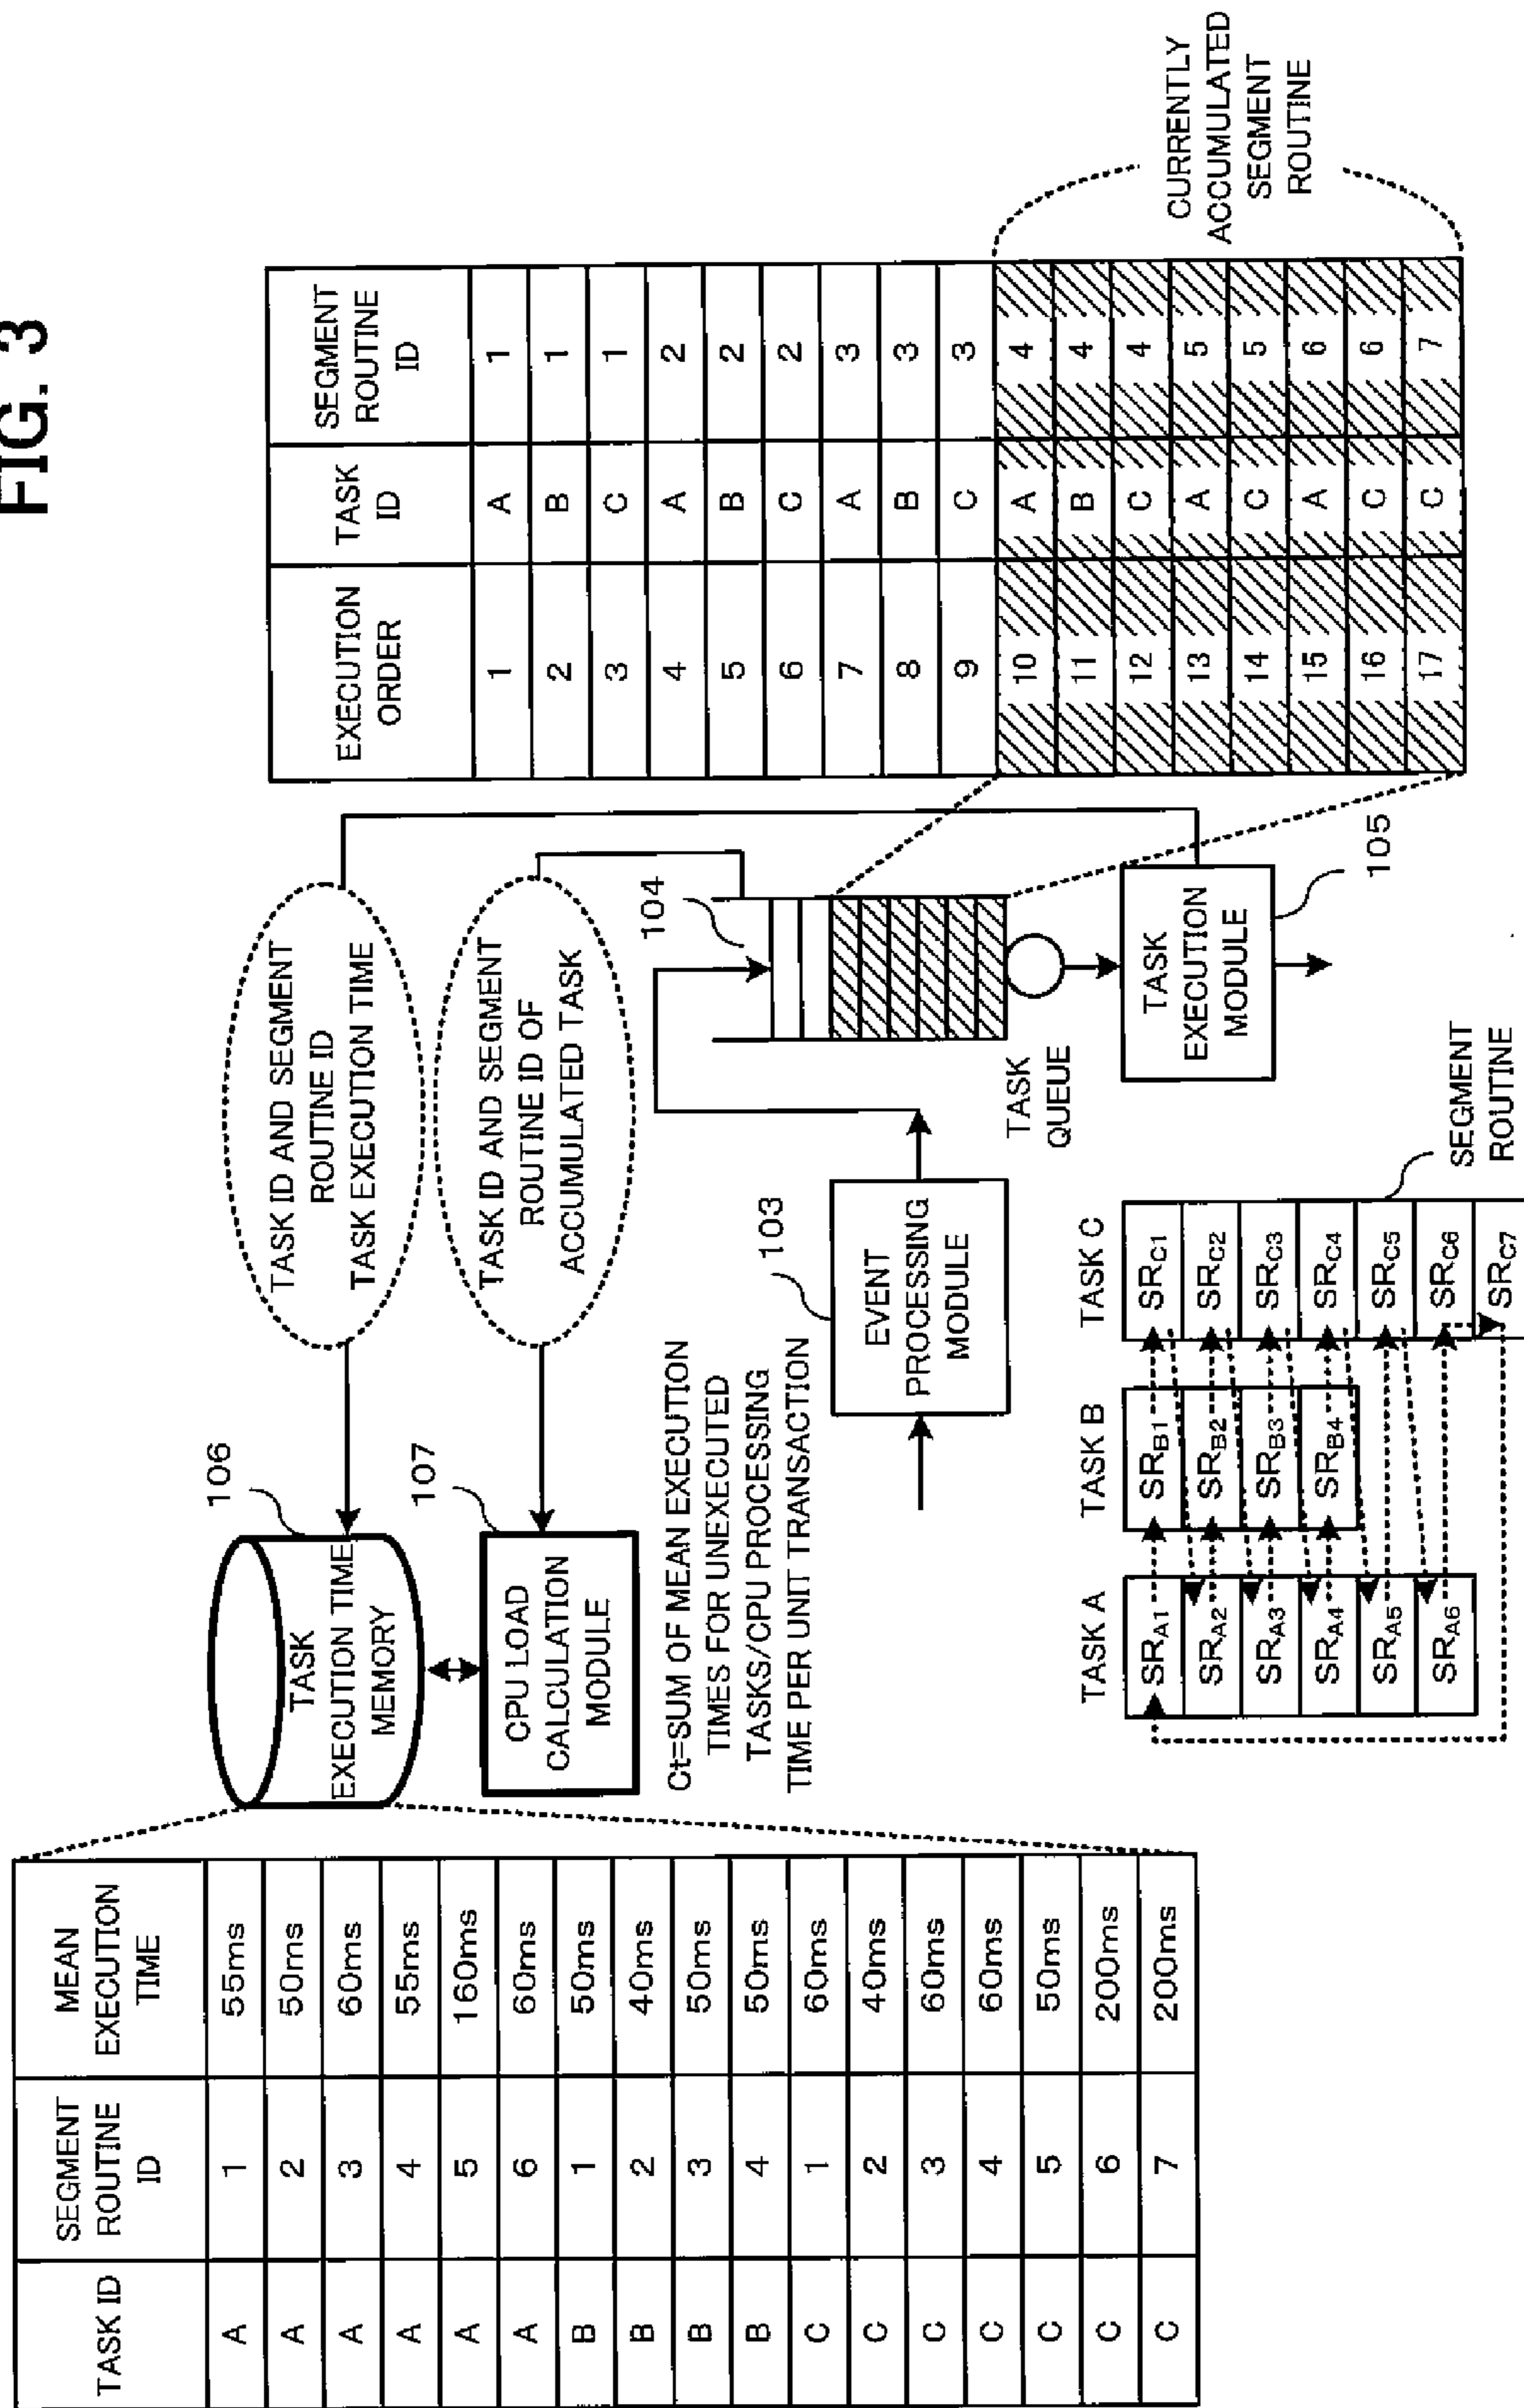 FIG. 3
TASK ID
SEGMENT
ROUTINE
ID
MEAN
EXECUTION
TIME
A 1 55ms
A 2 50ms
A 3 60ms
A 4 55ms
A 5 160ms
A 6 60ms
B 1 50ms
B 2 40ms
B 3 50ms
B 4 50ms
C 1 60ms
C 2 40ms
C 3 60ms
C 4 60ms
C 5 50ms
C 6 200ms
C 7 200ms
106
TASK
EXECUTION TIME
MEMORY
107
CPU LOAD
CALCULATION
MODULE
Ct=SUM OF MEAN EXECUTION
TIMES FOR UNEXECUTED
TASKS/CPU PROCESSING
TIME PER UNIT TRANSACTION
TASK ID AND SEGMENT
ROUTINE ID
TASK EXECUTION TIME
TASK ID AND SEGMENT
ROUTINE ID OF
ACCUMULATED TASK
103
EVENT
PROCESSING
MODULE
104
TASK
QUEUE
TASK
EXECUTION
MODULE
105
TASK A
SRA1
SRA2
SRA3
SRA4
SRA5
SRA6
TASK B
SRB1
SRB2
SRB3
SRB4
TASK C
SRC1
SRC2
SRC3
SRC4
SRC5
SRC6
SRC7
SEGMENT
ROUTINE
EXECUTION
ORDER
TASK
ID
SEGMENT
ROUTINE
ID
1 A 1
2 B 1
3 C 1
4 A 2
5 B 2
6 C 2
7 A 3
8 B 3
9 C 3
10 A 4
11 B 4
12 C 4
13 A 5
14 C 5
15 A 6
16 C 6
17 C 7
CURRENTLY
ACCUMULATED
SEGMENT
ROUTINE